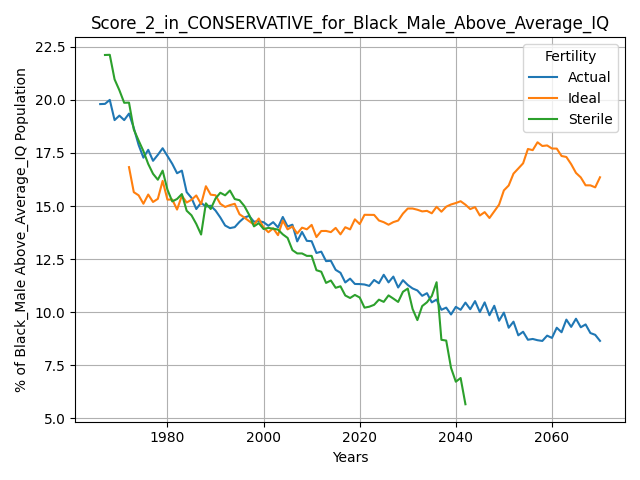 Score_2_in_CONSERVATIVE_for_Black_Male_Above_Average_IQ
% of Black_Male Above_Average_IQ Population
22.5
20.0
17.5
15.0
12.5
10.0
7.5
5.0
Fertility
Actual
Ideal
Sterile
1980
2000
2020
2040
2060
Years